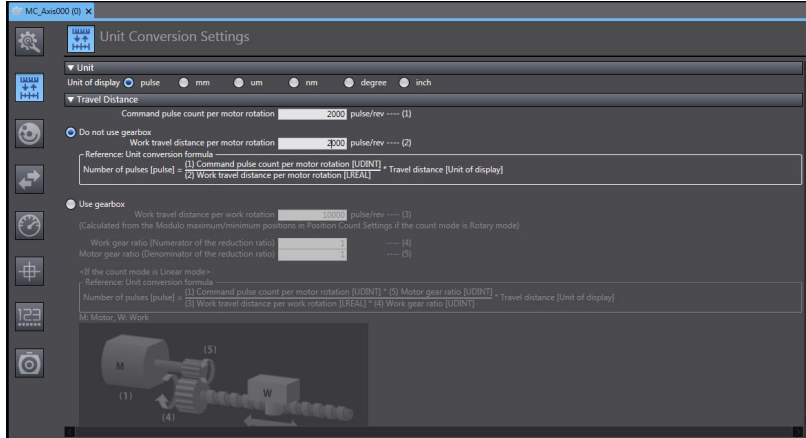 MC_Axis000 (0) ×
Unit Conversion Settings
▼ Unit
Unit of display pulse mm um nm degree inch
▼ Travel Distance
Command pulse count per motor rotation 2000 pulse/rev ---- (1)
Do not use gearbox
Work travel distance per motor rotation 2000 pulse/rev ---- (2)
Reference: Unit conversion formula
Number of pulses [pulse] = (1) Command pulse count per motor rotation [UDINT] * Travel distance [Unit of display]
(2) Work travel distance per motor rotation [LREAL]
Use gearbox
Work travel distance per work rotation 10000 pulse/rev ---- (3)
(Calculated from the Modulo maximum/minimum positions in Position Count Settings if the count mode is Rotary mode)
Work gear ratio (Numerator of the reduction ratio) 1 ---- (4)
Motor gear ratio (Denominator of the reduction ratio) 1 ---- (5)
<If the count mode is Linear mode>
Reference: Unit conversion formula
Number of pulses [pulse] = (1) Command pulse count per motor rotation [UDINT] * (5) Motor gear ratio [UDINT] * Travel distance [Unit of display]
(3) Work travel distance per work rotation [LREAL] * (4) Work gear ratio [UDINT]
M: Motor, W: Work
(5)
M
W
(1)
(4)
123